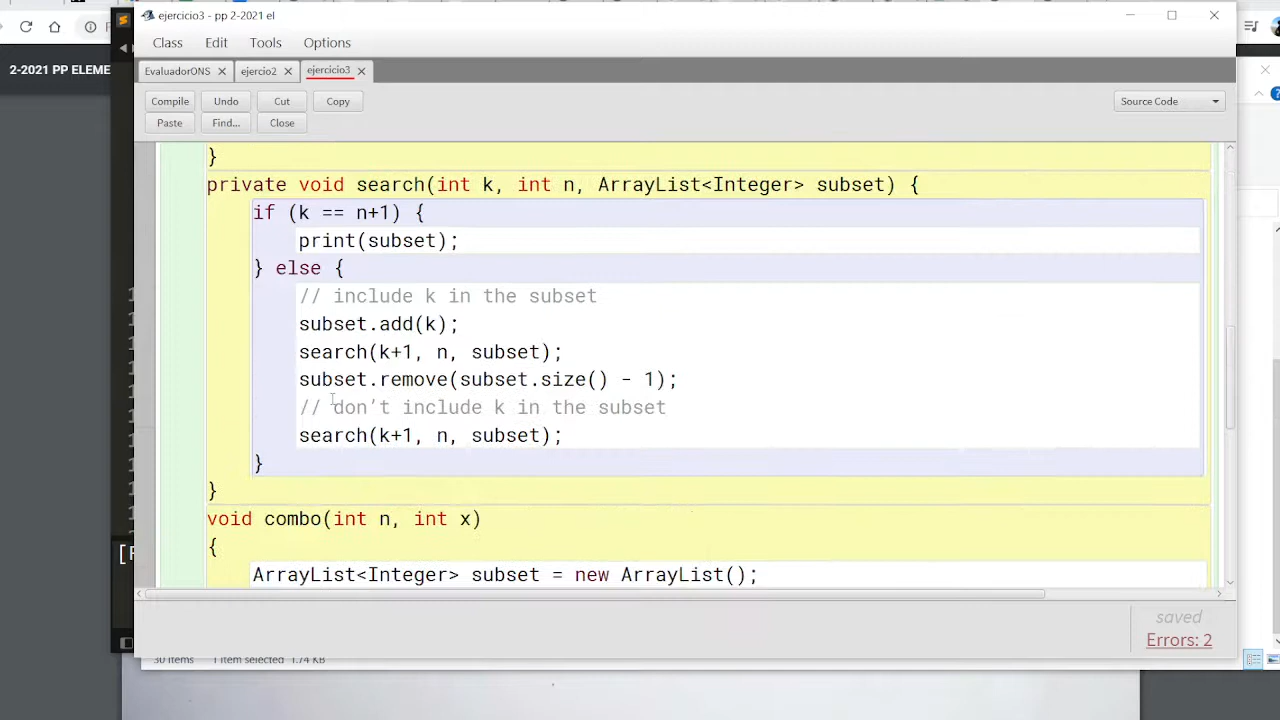 ejercicio3 - pp 2-2021 el
2-2021 PP ELEME
Class Edit Tools Options
EvaluadorONS ejercio2 ejercicio3
Compile Undo Cut Copy Source Code
Paste Find... Close
}
private void search(int k, int n, ArrayList<Integer> subset) {
if (k == n+1) {
print(subset);
} else {
// include k in the subset
subset.add(k);
search(k+1, n, subset);
subset.remove(subset.size() - 1);
// don’t include k in the subset
search(k+1, n, subset);
}
}
void combo(int n, int x)
{
ArrayList<Integer> subset = new ArrayList();
saved
Errors: 2
30 items 1 item selected 1.74 KB